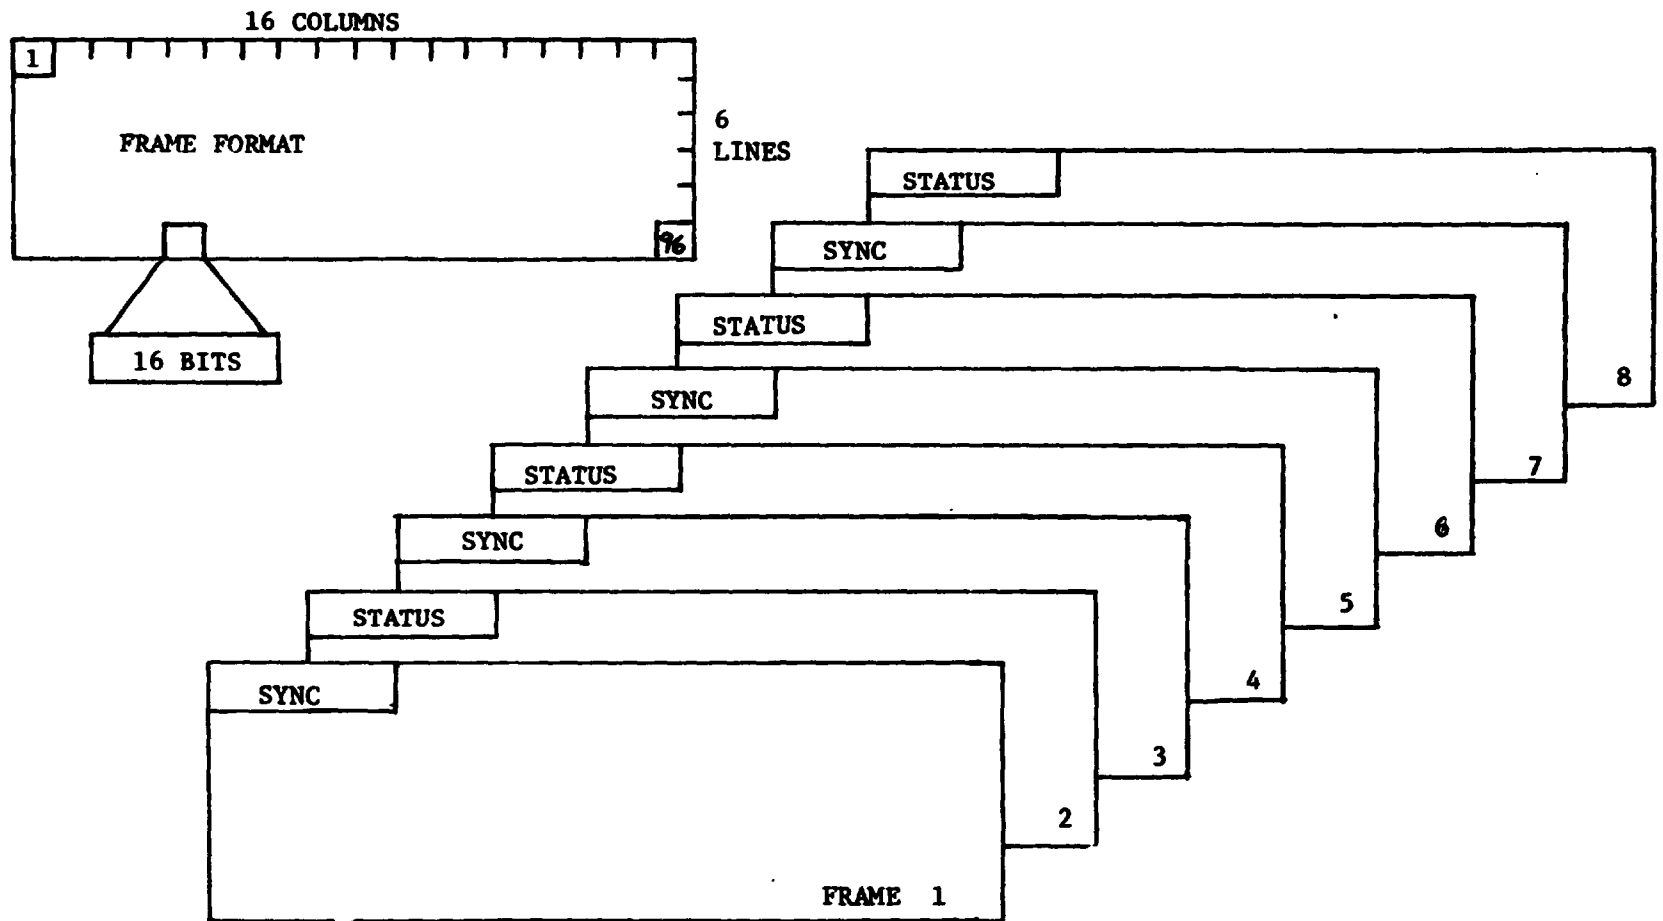 16 COLUMNS
1
FRAME FORMAT
6
LINES
96
16 BITS
STATUS
8
SYNC
7
STATUS
6
SYNC
5
STATUS
4
SYNC
3
STATUS
2
SYNC
FRAME 1